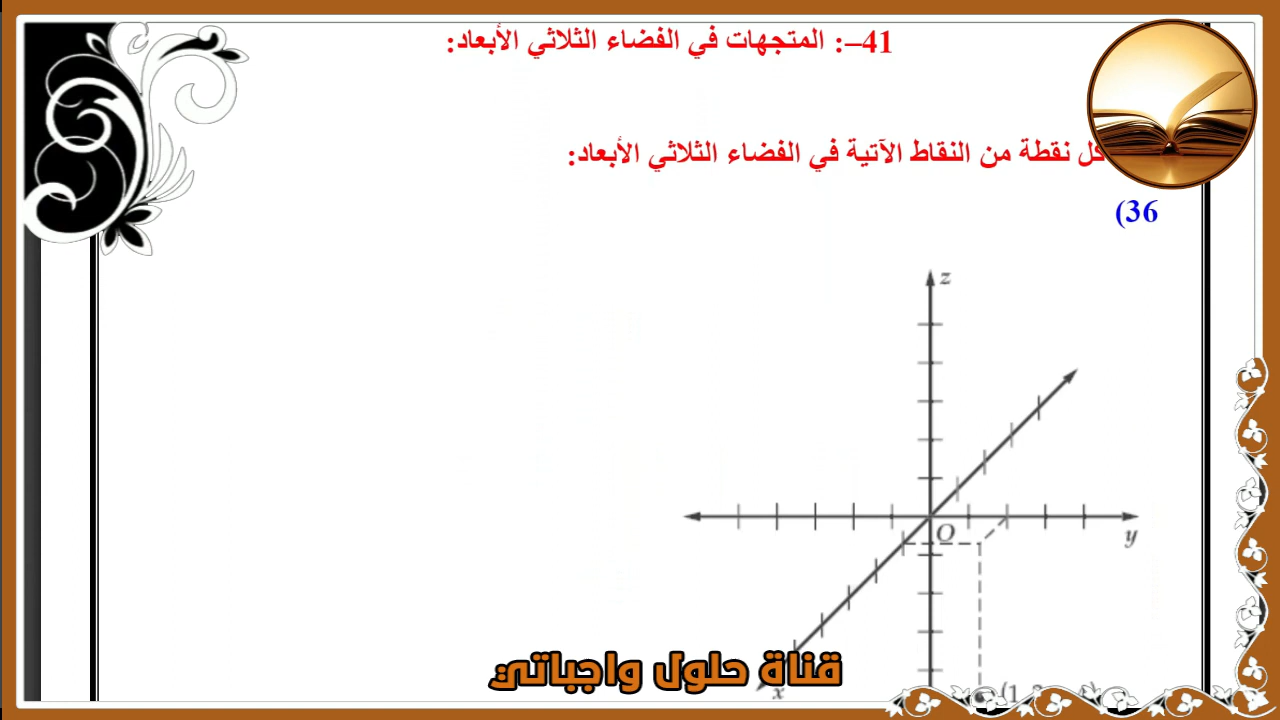 41–: المتجهات في الفضاء الثلاثي الأبعاد:
كل نقطة من النقاط الآتية في الفضاء الثلاثي الأبعاد:
(36
z
O
y
x
قناة حلول واجباتي